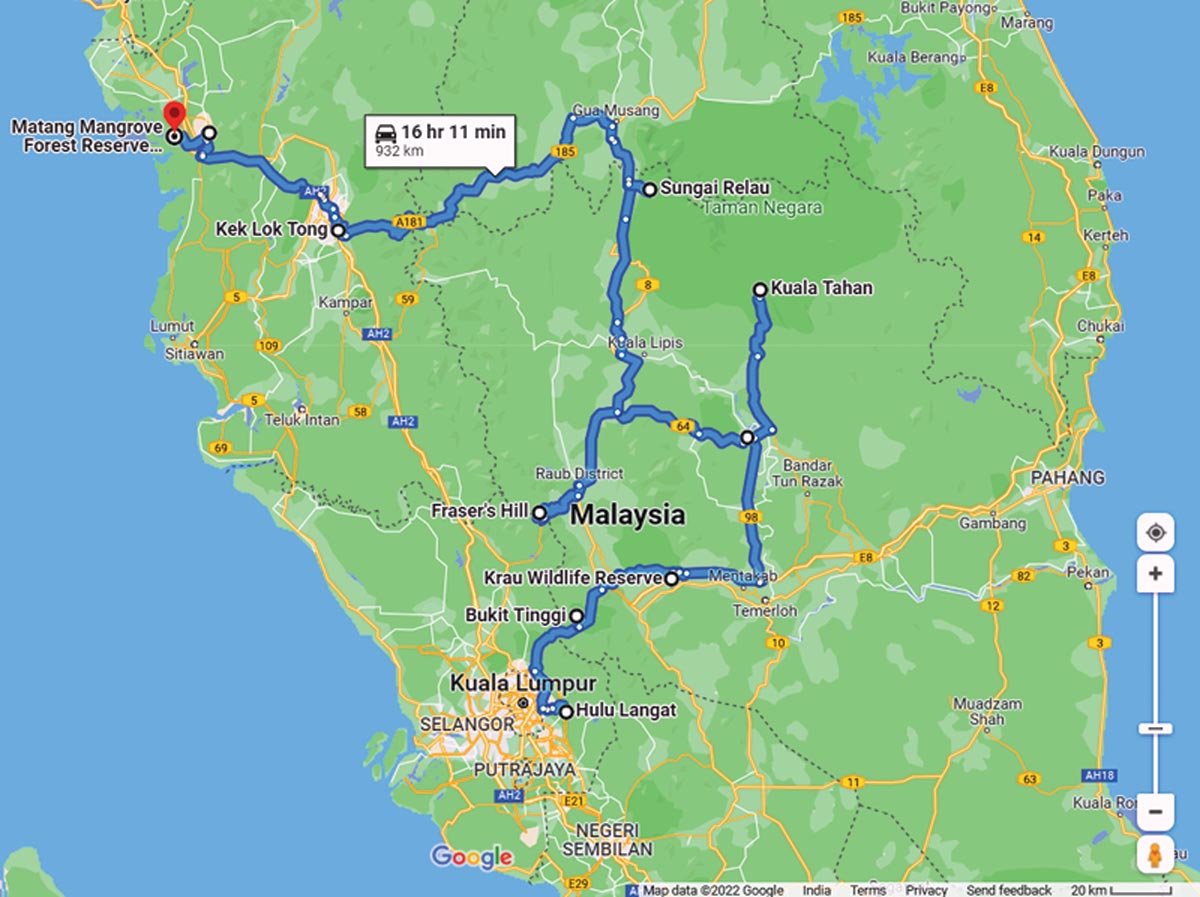 185
Bukit Payong
Marang
Kuala Berang
E8
Gua Musang
Matang Mangrove
Forest Reserve...
16 hr 11 min
932 km
185
Kuala Dungun
AH2
Sungai Relau
Taman Negara
Paka
Kek Lok Tong
A181
14
Kerteh
E8
8
Kuala Tahan
5
Kampar
59
Lumut
AH2
Chukai
Sitiawan
109
Kuala Lipis
5
58
Teluk Intan
AH2
64
69
Raub District
Bandar
Tun Razak
PAHANG
Fraser's Hill
Malaysia
98
Gambang
3
E8
Krau Wildlife Reserve
Mentakab
82
Pekan
Bukit Tinggi
Temerloh
12
10
3
Kuala Lumpur
Hulu Langat
SELANGOR
Muadzam
Shah
PUTRAJAYA
AH2
E21
11
63
AH18
Kuala Ro
NEGERI
SEMBILAN
Google
E29
Map data ©2022 Google
India
Terms
Privacy
Send feedback
20 km